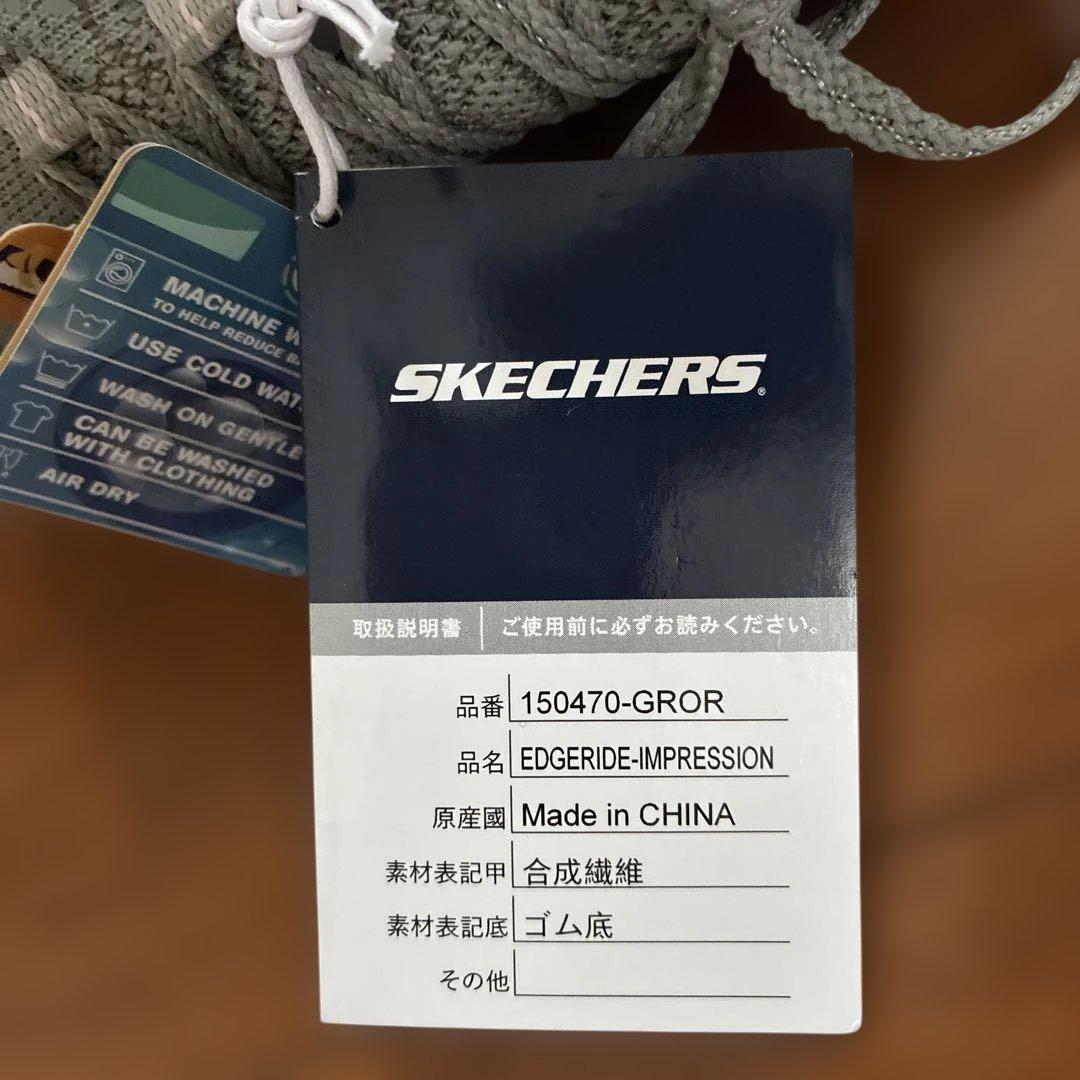 MACHINE
TO HELP REDUCE
USE COLD
WASH ON GENTLE
CAN BE WASHED
WITH CLOTHING
AIR DRY
SKECHERS®
取扱説明書 ご使用前に必ずお読みください。
品番 150470-GROR
品名 EDGERIDE-IMPRESSION
原産國 Made in CHINA
素材表記甲 合成繊維
素材表記底 ゴム底
その他